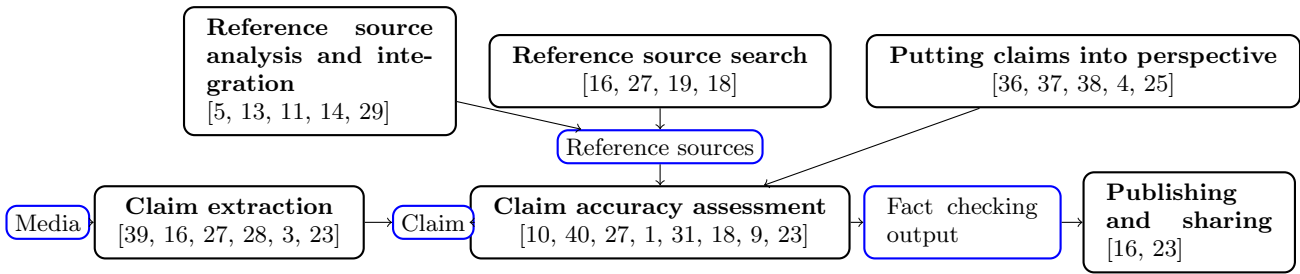 Reference source
analysis and inte-
gration
[5, 13, 11, 14, 29]
Reference source search
[16, 27, 19, 18]
Putting claims into perspective
[36, 37, 38, 4, 25]
Reference sources
Media
Claim extraction
[39, 16, 27, 28, 3, 23]
Claim
Claim accuracy assessment
[10, 40, 27, 1, 31, 18, 9, 23]
Fact checking
output
Publishing
and sharing
[16, 23]